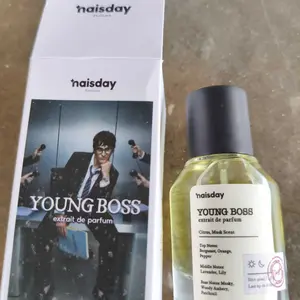 naisday
naisday
YOUNG BOSS
extrait de parfum
naisday
YOUNG BOSS
extrait de parfum
Citrus, Musk Scent
Top Notes:
Bergamot, Orange,
Pepper
Middle Notes:
Lavender, Lily
Base Notes: Musky,
Woody Ambery,
Patchouli